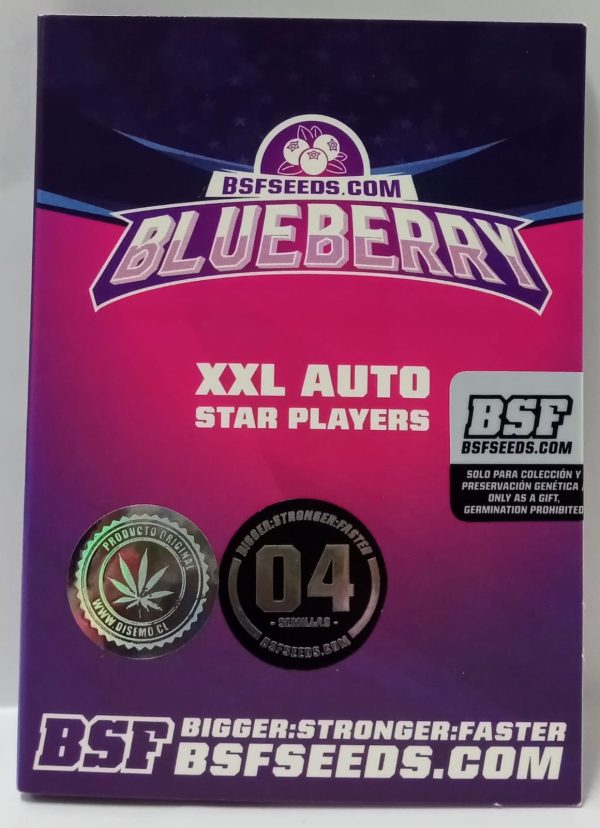 BSFSEEDS.COM
BLUEBERRY
XXL AUTO
STAR PLAYERS
BSF
BSFSEEDS.COM
SOLO PARA COLECCIÓN Y
PRESERVACIÓN GENÉTICA /
ONLY AS A GIFT,
GERMINATION PROHIBITED
PRODUCTO ORIGINAL
WWW.DISEMO.CL
BIGGER:STRONGER:FASTER
04
- SEMILLAS -
BSFSEEDS.COM
BSF
BIGGER:STRONGER:FASTER
BSFSEEDS.COM